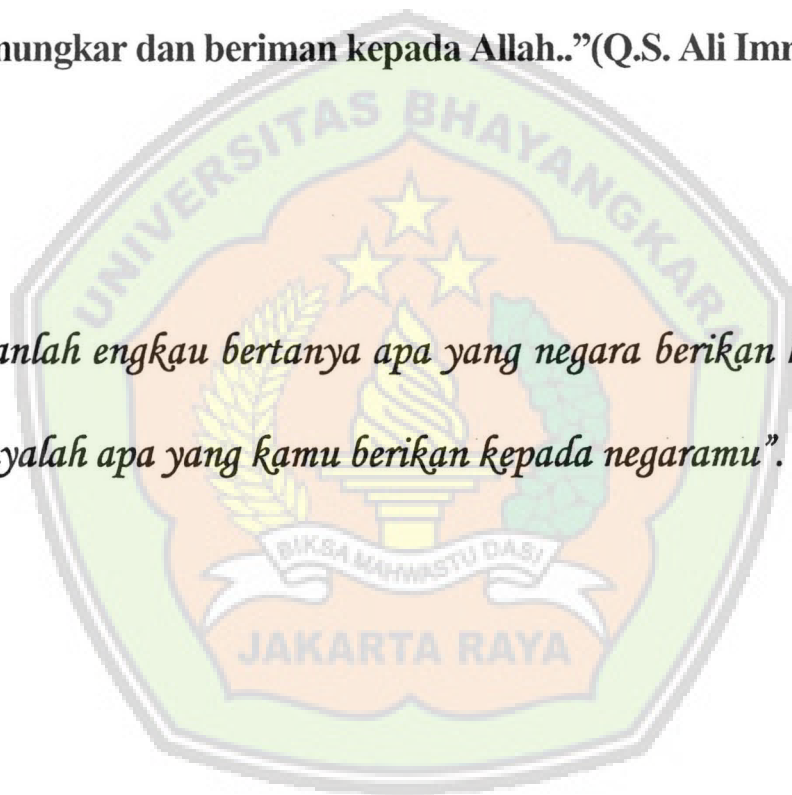 mungkar dan beriman kepada Allah..”(Q.S. Ali Imr
UNIVERSITAS BHAYANGKARA
anlah engkau bertanya apa yang negara berikan
yalah apa yang kamu berikan kepada negaramu”.
BIKSA MAHWASTU DASI
JAKARTA RAYA